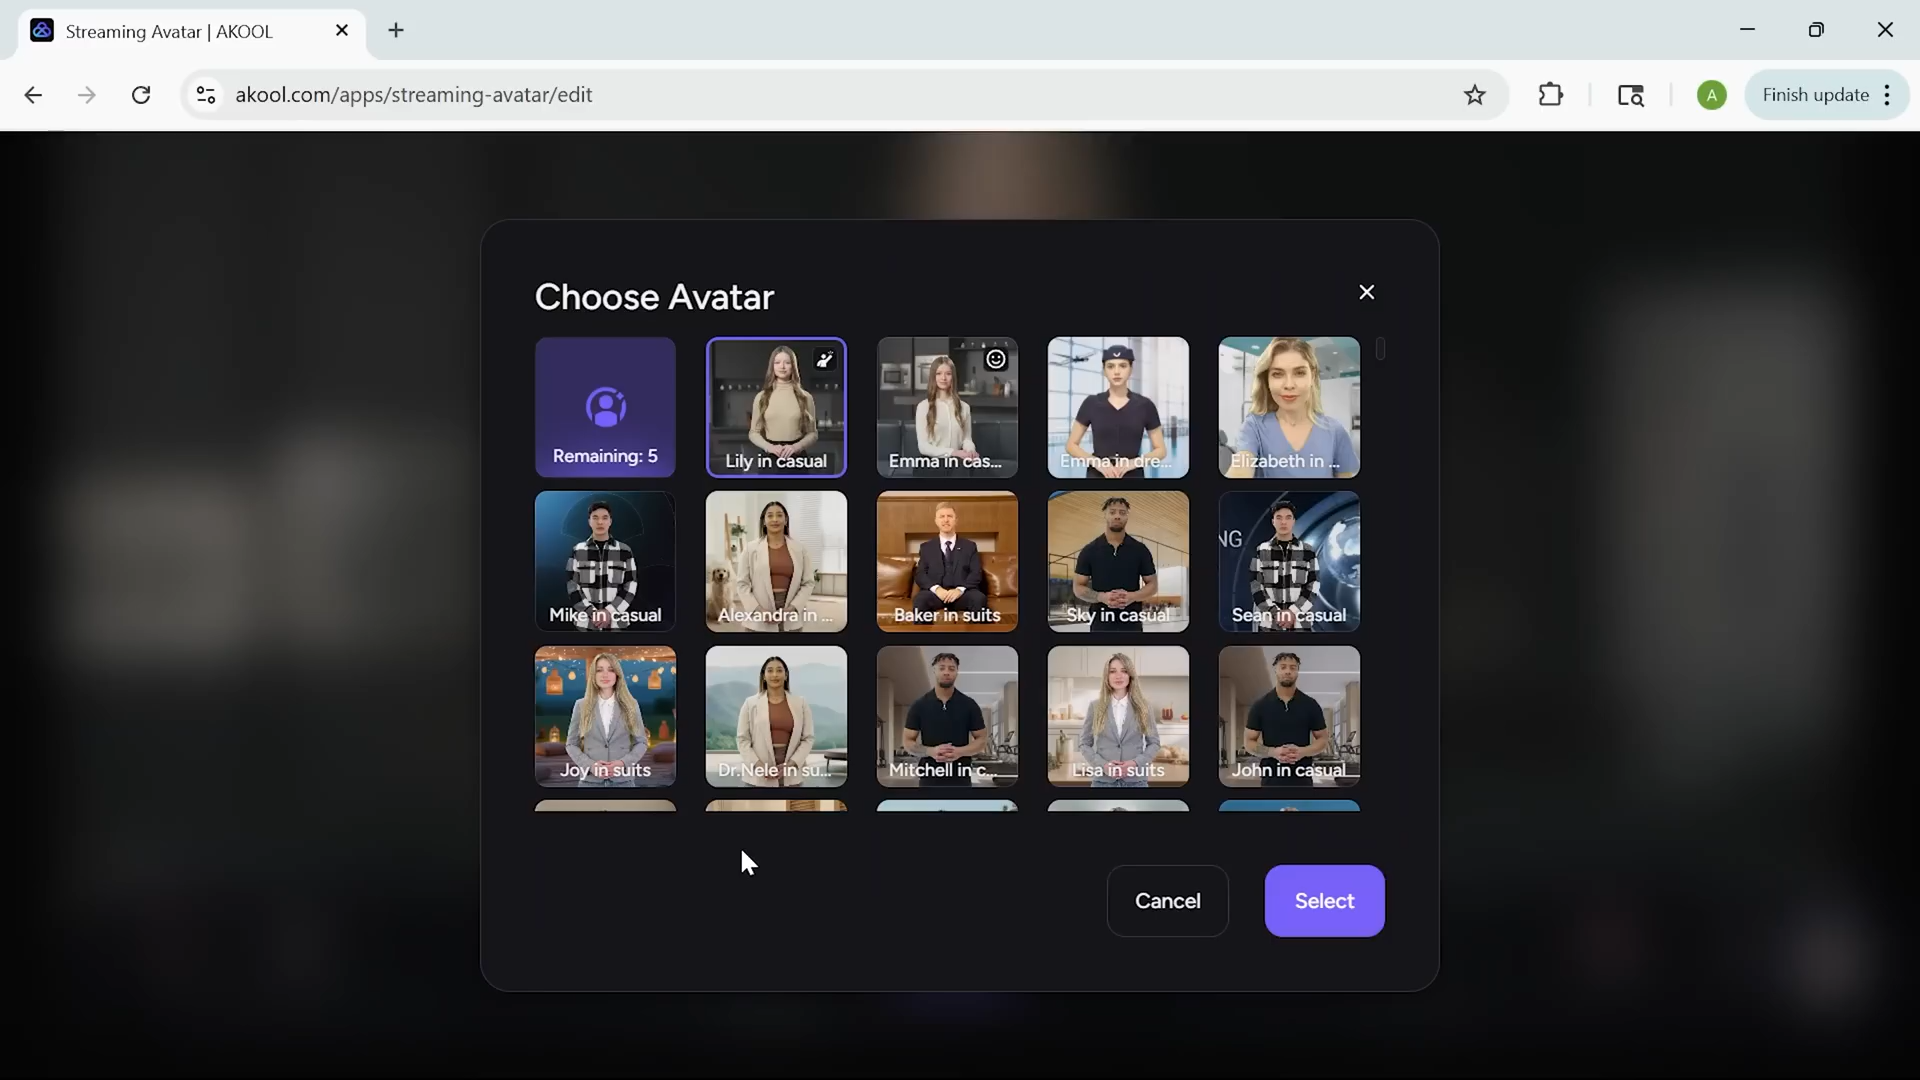 Streaming Avatar | AKOOL
akool.com/apps/streaming-avatar/edit
A
Finish update
Choose Avatar
Remaining: 5
Lily in casual
Emma in cas...
Emma in dre...
Elizabeth in ...
NG
Mike in casual
Alexandra in ...
Baker in suits
Sky in casual
Sean in casual
Joy in suits
Dr.Nele in su...
Mitchell in c...
Lisa in suits
John in casual
Cancel
Select